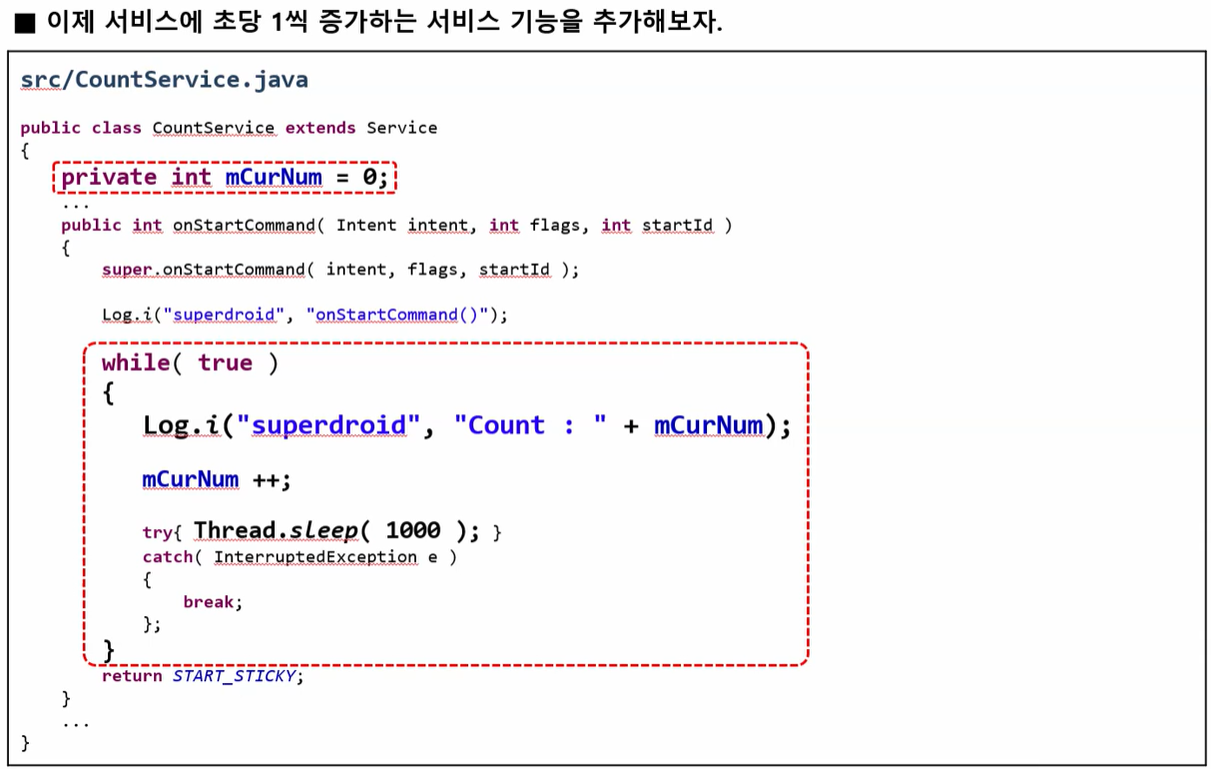 ■ 이제 서비스에 초당 1씩 증가하는 서비스 기능을 추가해보자.
src/CountService.java
public class CountService extends Service
{
private int mCurNum = 0;
...
public int onStartCommand( Intent intent, int flags, int startId )
{
super.onStartCommand( intent, flags, startId );
Log.i("superdroid", "onStartCommand()");
while( true )
{
Log.i("superdroid", "Count : " + mCurNum);
mCurNum ++;
try{ Thread.sleep( 1000 ); }
catch( InterruptedException e )
{
break;
};
}
return START_STICKY;
}
...
}